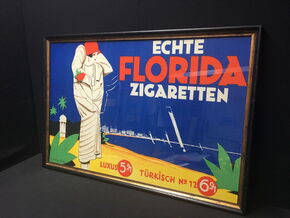 ECHTE
FLORIDA
ZIGARETTEN
LUXUS 5 ₰ TÜRKISCH № 12 6 ₰